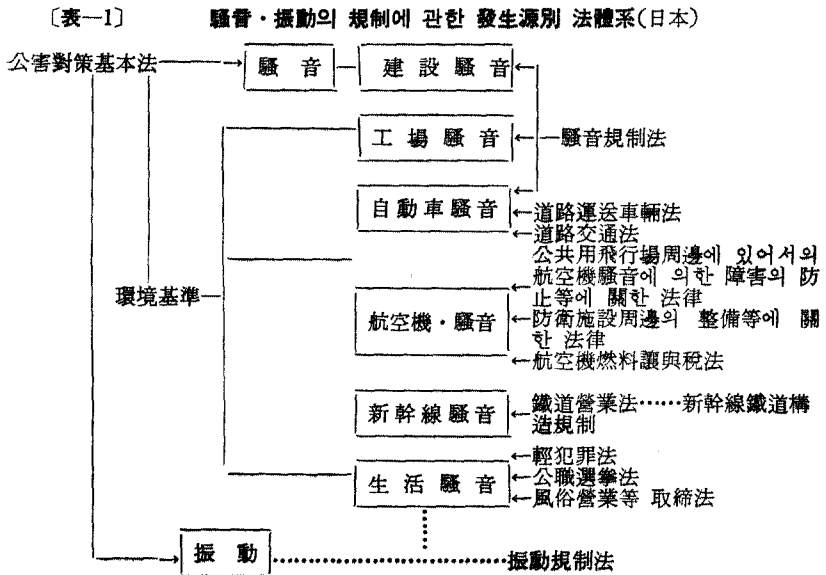 〔表—1〕 騷音・振動의 規制에 관한 發生源別 法體系(日本)
公害對策基本法
騷音
建設騷音
工場騷音
騷音規制法
自動車騷音
道路運送車輛法
道路交通法
公共用飛行場周邊에 있어서의
航空機騷音에 의한 障害의 防
止等에 關한 法律
環境基準
航空機・騷音
防衛施設周邊의 整備等에 關
한 法律
航空機燃料讓與稅法
新幹線騷音
鐵道營業法……新幹線鐵道構
造規制
輕犯罪法
生活騷音
公職選擧法
風俗營業等 取締法
振動
振動規制法